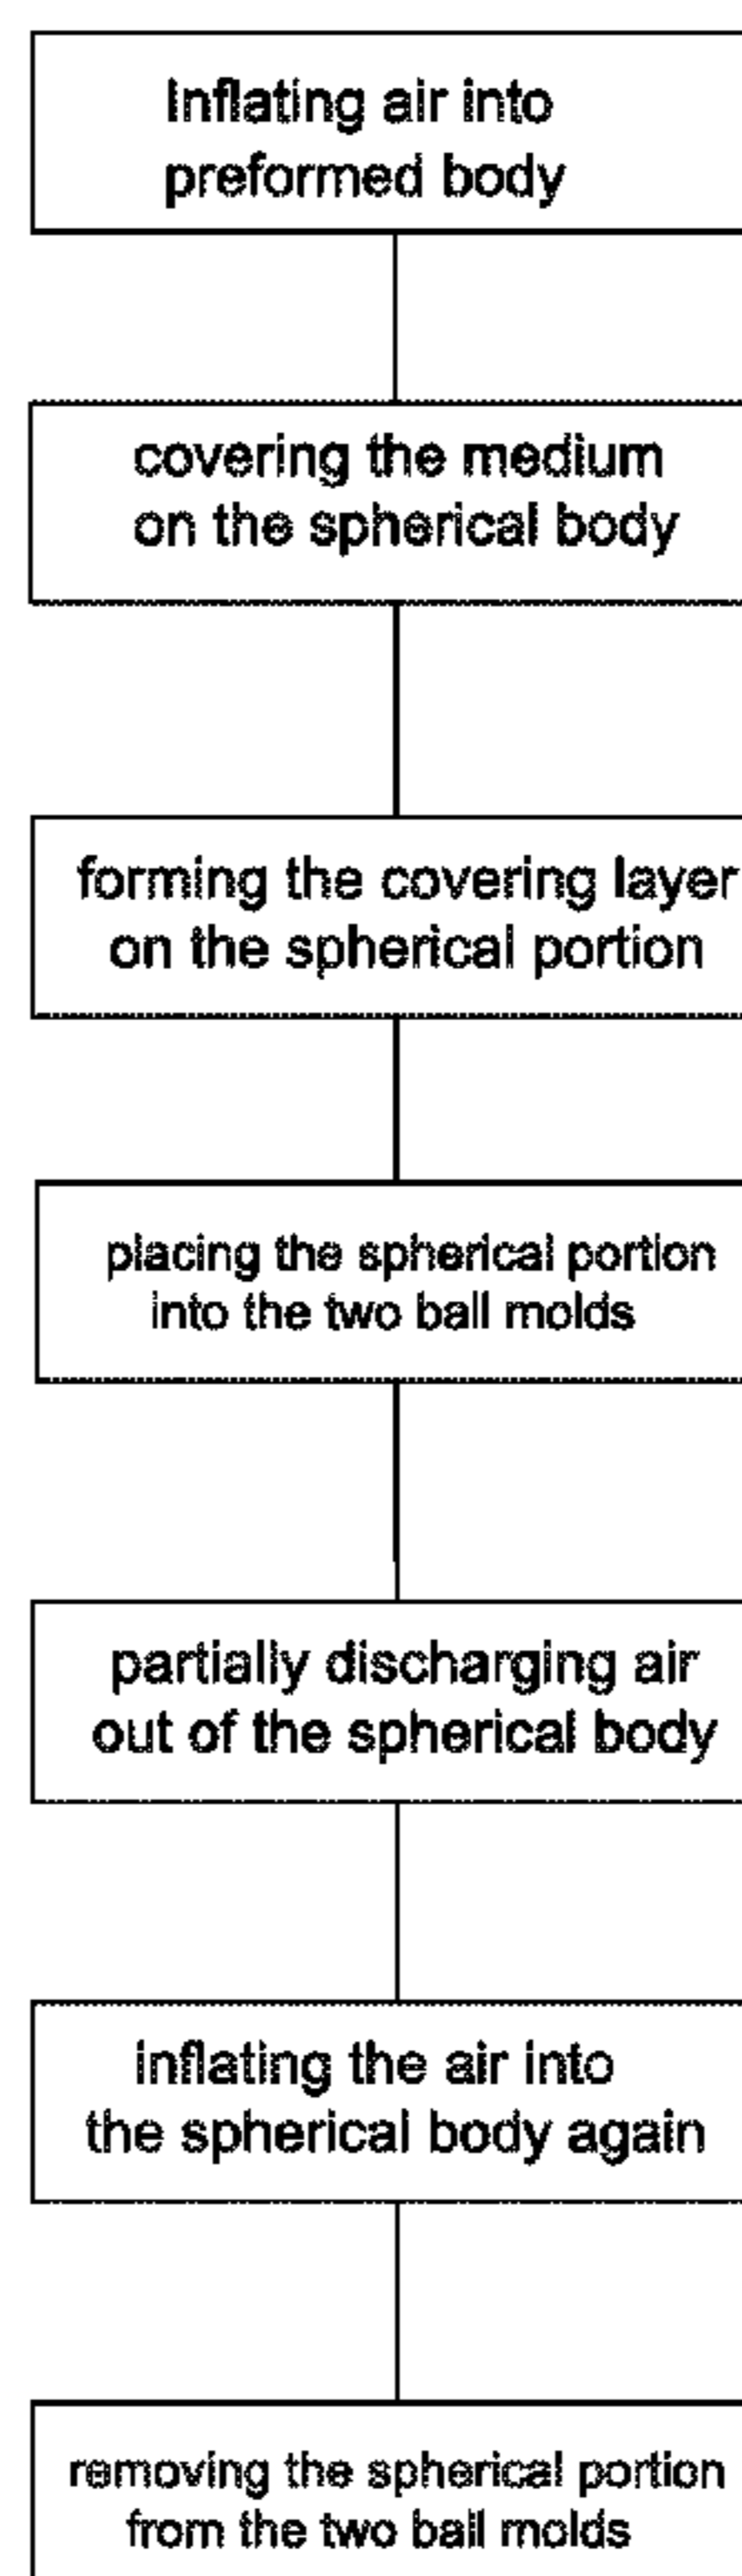 Inflating air into
preformed body
covering the medium
on the spherical body
forming the covering layer
on the spherical portion
placing the spherical portion
into the two ball molds
partially discharging air
out of the spherical body
inflating the air into
the spherical body again
removing the spherical portion
from the two ball molds